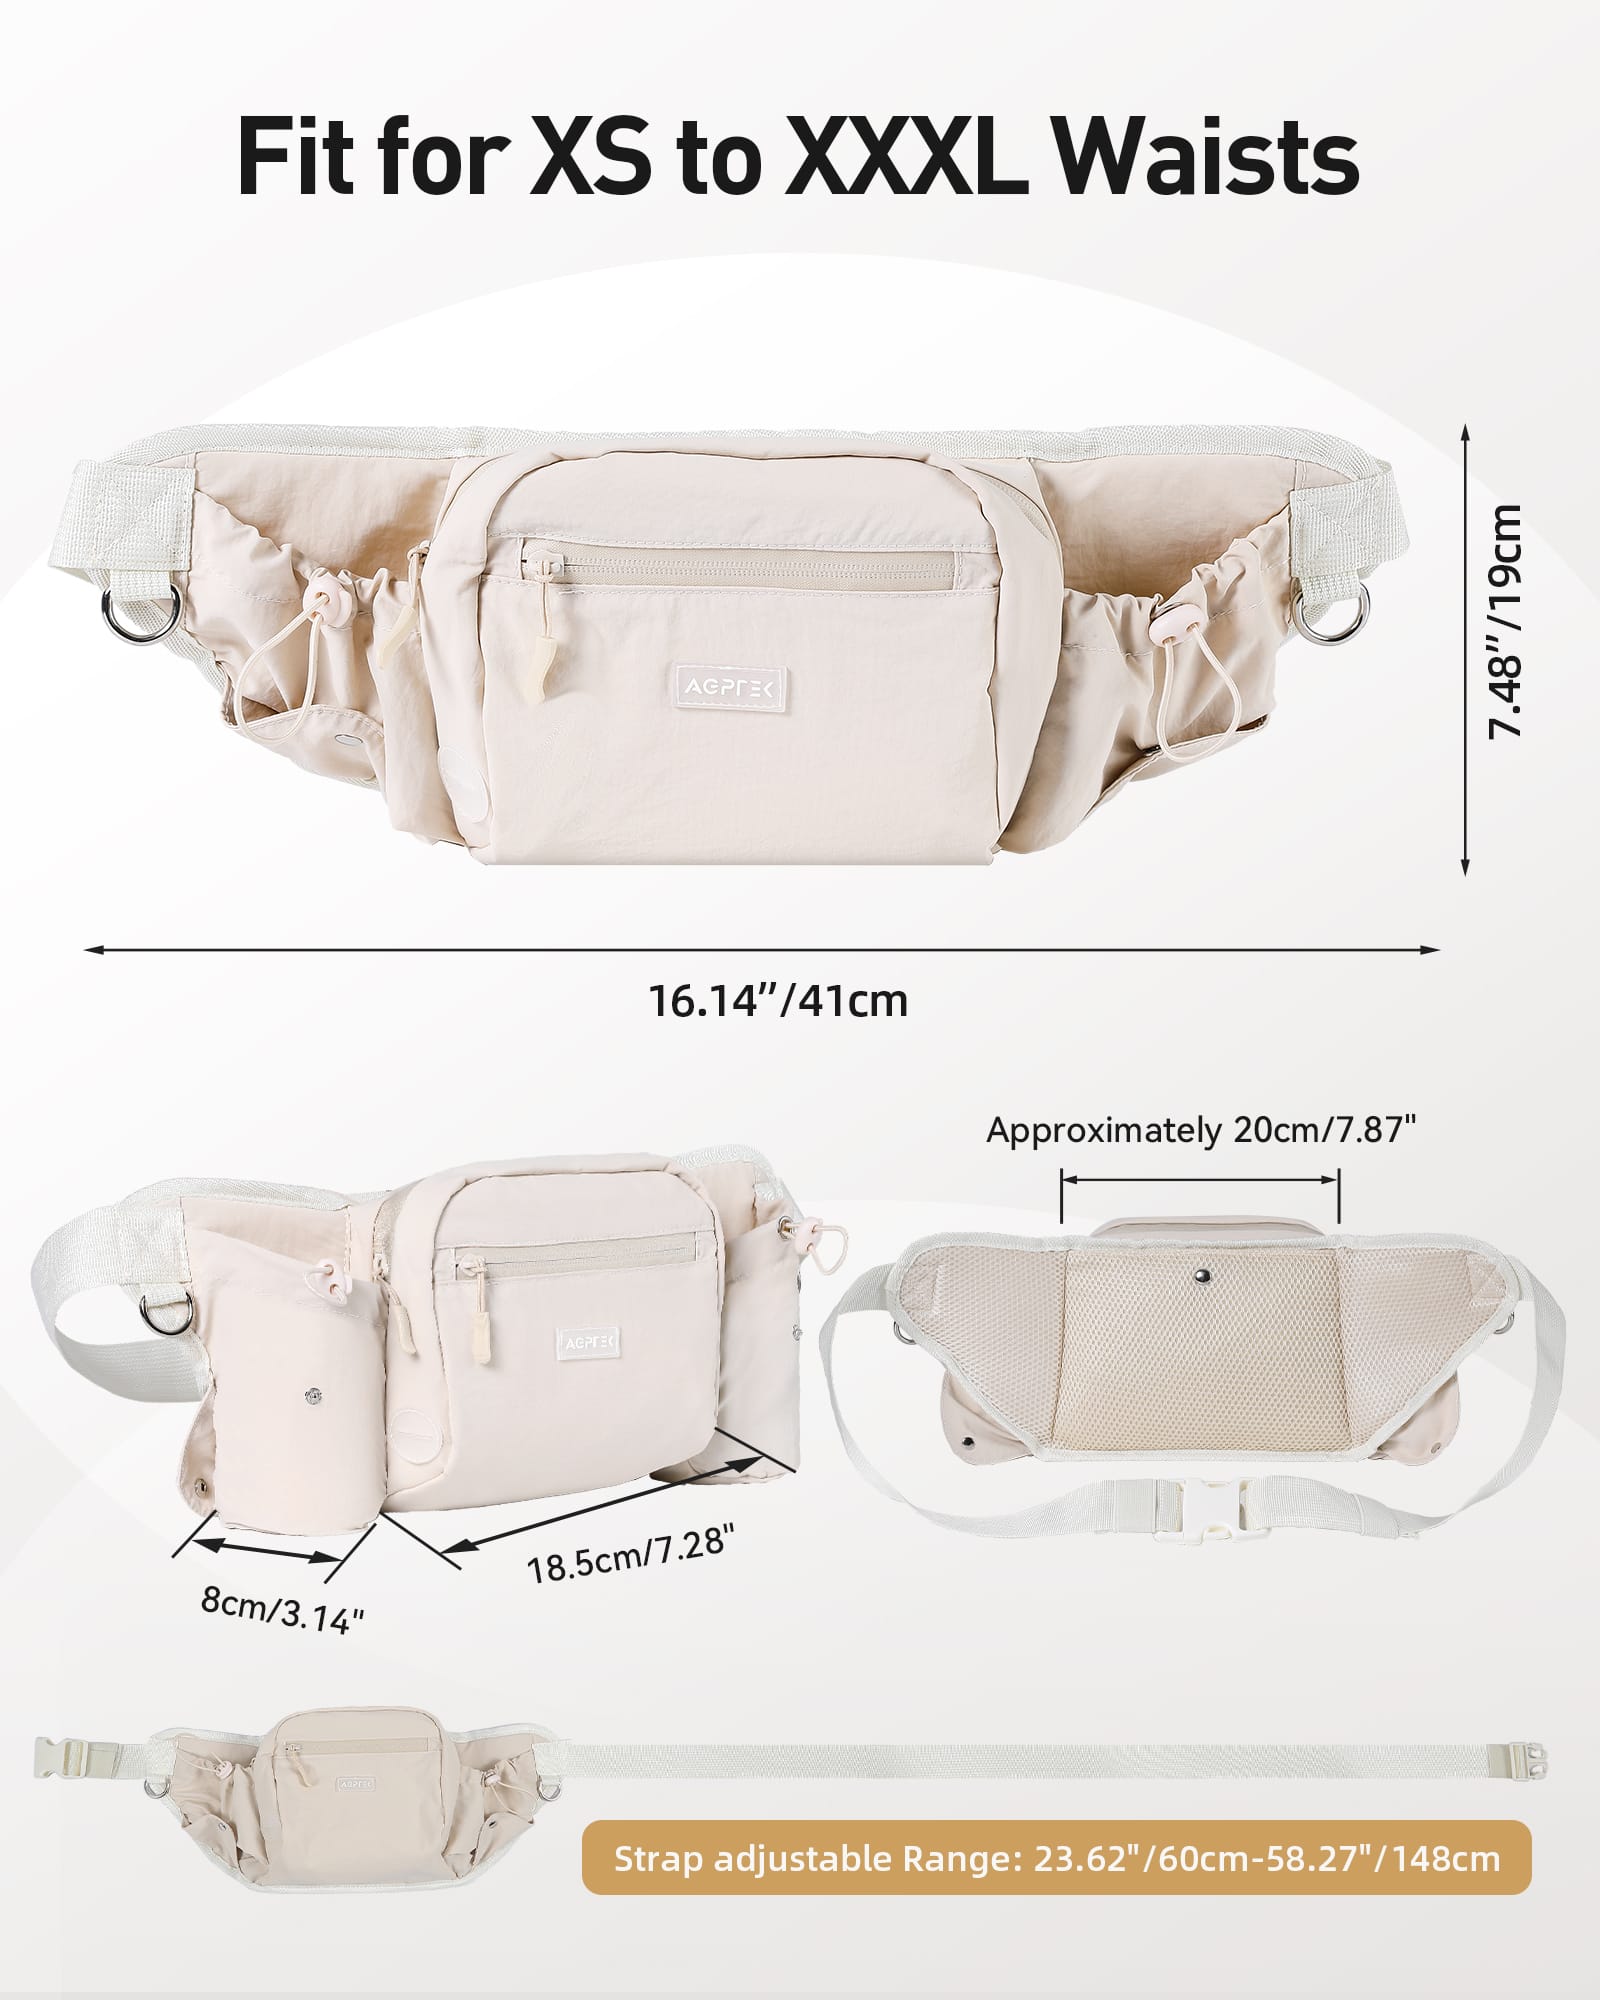 Fit for XS to XXXL Waists
AGPTEK
7.48”/19cm
16.14”/41cm
Approximately 20cm/7.87"
AGPTEK
18.5cm/7.28"
8cm/3.14"
AGPTEK
Strap adjustable Range: 23.62"/60cm-58.27"/148cm